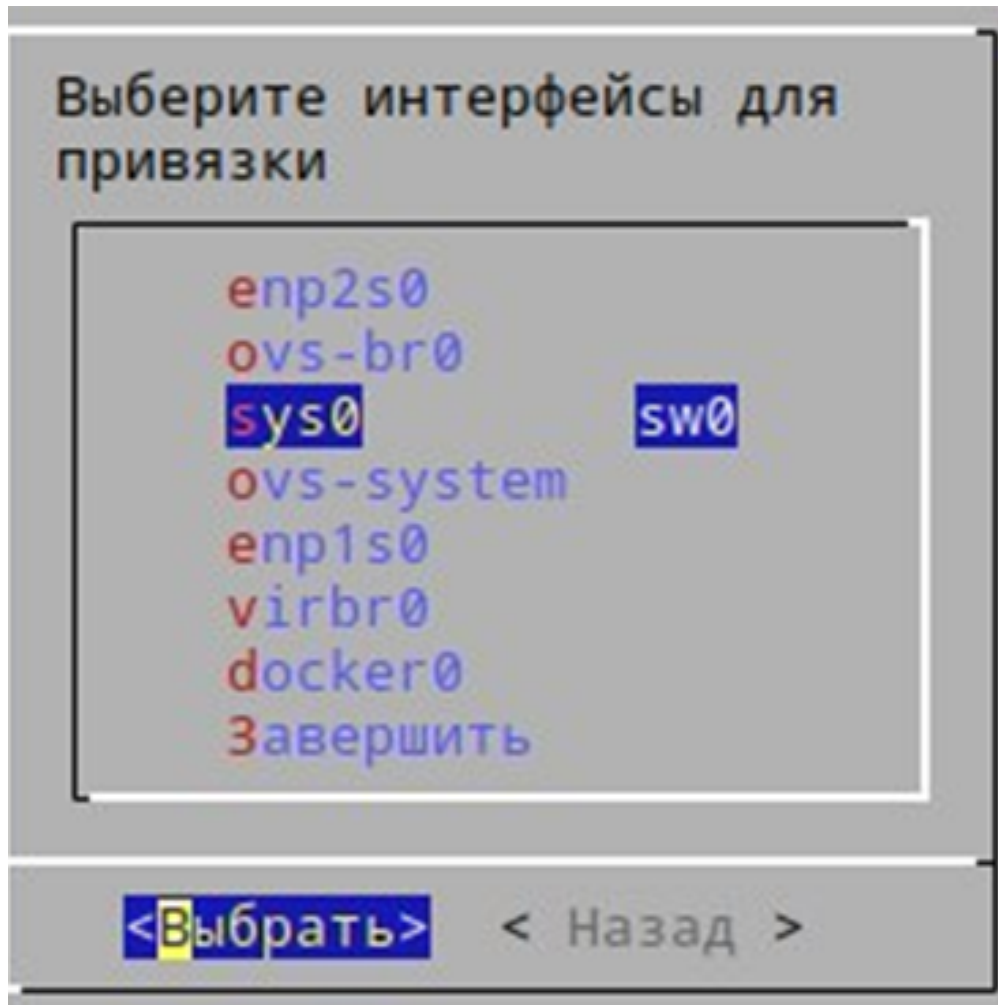 Выберите интерфейсы для
привязки
enp2s0
ovs-br0
sys0 sw0
ovs-system
enp1s0
virbr0
docker0
Завершить
<Выбрать> < Назад >